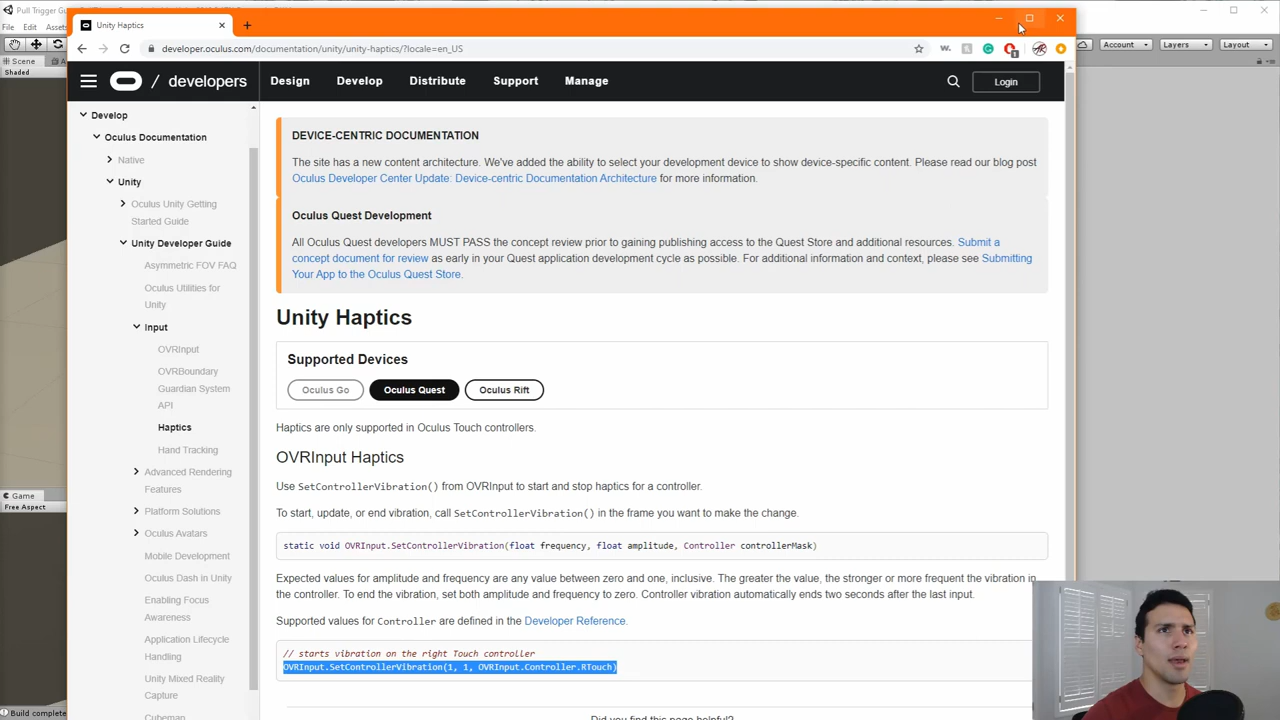 Pull Trigger Gu
File Edit Assets
Shaded
Scene
Account
Layers
Layout
Unity Haptics
developer.oculus.com/documentation/unity/unity-haptics/?locale=en_US
/ developers
Design Develop Distribute Support Manage
Login
Develop
Oculus Documentation
Native
Unity
Oculus Unity Getting
Started Guide
Unity Developer Guide
Asymmetric FOV FAQ
Oculus Utilities for
Unity
Input
OVRInput
OVRBoundary
Guardian System
API
Haptics
Hand Tracking
Advanced Rendering
Features
Platform Solutions
Oculus Avatars
Mobile Development
Oculus Dash in Unity
Enabling Focus
Awareness
Application Lifecycle
Handling
Unity Mixed Reality
Capture
Cubemap
Game
Free Aspect
Build complete
DEVICE-CENTRIC DOCUMENTATION
The site has a new content architecture. We've added the ability to select your development device to show device-specific content. Please read our blog post
Oculus Developer Center Update: Device-centric Documentation Architecture for more information.
Oculus Quest Development
All Oculus Quest developers MUST PASS the concept review prior to gaining publishing access to the Quest Store and additional resources. Submit a
concept document for review as early in your Quest application development cycle as possible. For additional information and context, please see Submitting
Your App to the Oculus Quest Store.
Unity Haptics
Supported Devices
Oculus Go Oculus Quest Oculus Rift
Haptics are only supported in Oculus Touch controllers.
OVRInput Haptics
Use SetControllerVibration() from OVRInput to start and stop haptics for a controller.
To start, update, or end vibration, call SetControllerVibration() in the frame you want to make the change.
static void OVRInput.SetControllerVibration(float frequency, float amplitude, Controller controllerMask)
Expected values for amplitude and frequency are any value between zero and one, inclusive. The greater the value, the stronger or more frequent the vibration in
the controller. To end the vibration, set both amplitude and frequency to zero. Controller vibration automatically ends two seconds after the last input.
Supported values for Controller are defined in the Developer Reference.
// starts vibration on the right Touch controller
OVRInput.SetControllerVibration(1, 1, OVRInput.Controller.RTouch)
Did you find this page helpful?